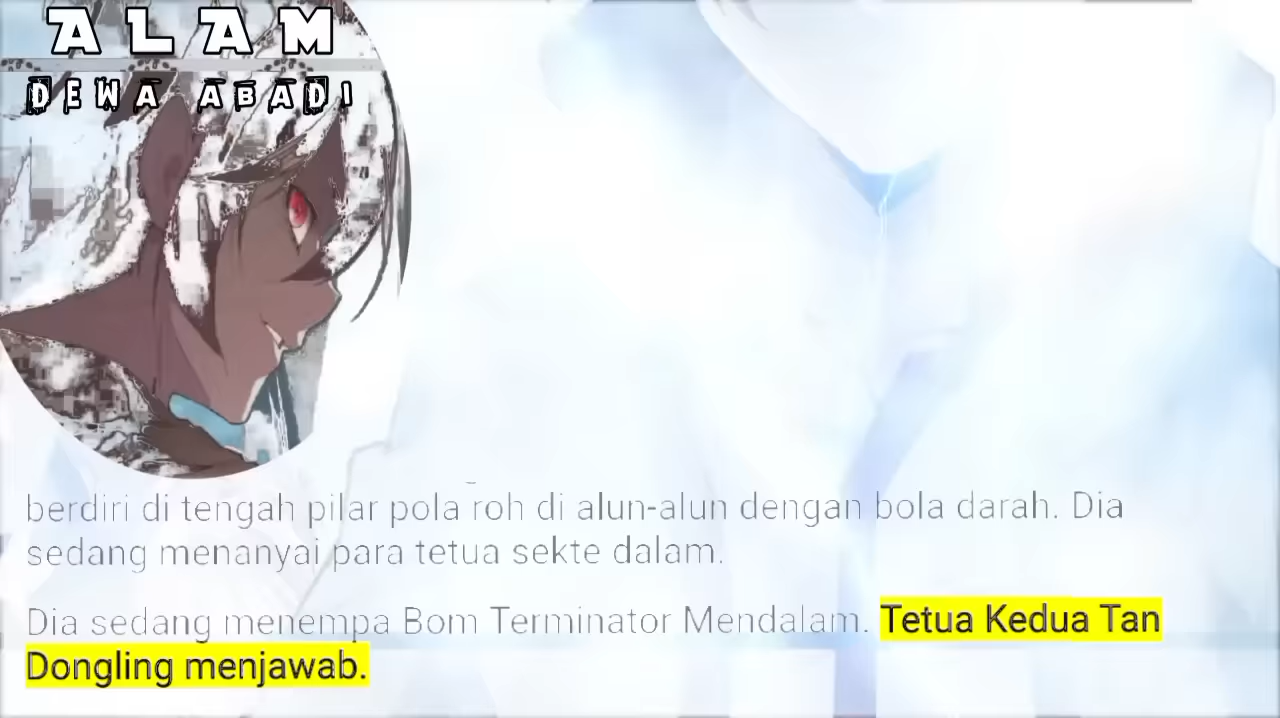 ALAM
DEWA ABADI
berdiri di tengah pilar pola roh di alun-alun dengan bola darah. Dia
sedang menanyai para tetua sekte dalam.
Dia sedang menempa Bom Terminator Mendalam. Tetua Kedua Tan
Dongling menjawab.